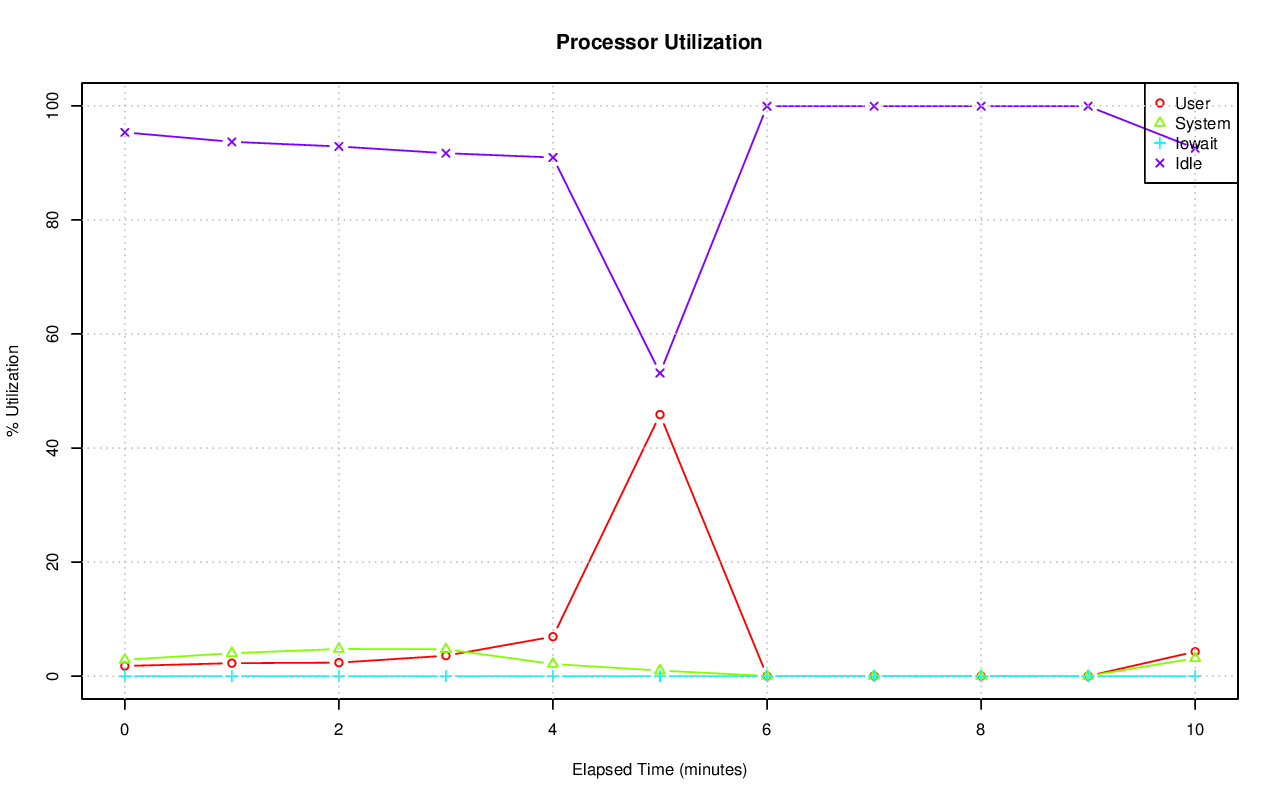 Processor Utilization
User
System
Iowait
Idle
% Utilization
100
80
60
40
20
0
0 2 4 6 8 10
Elapsed Time (minutes)